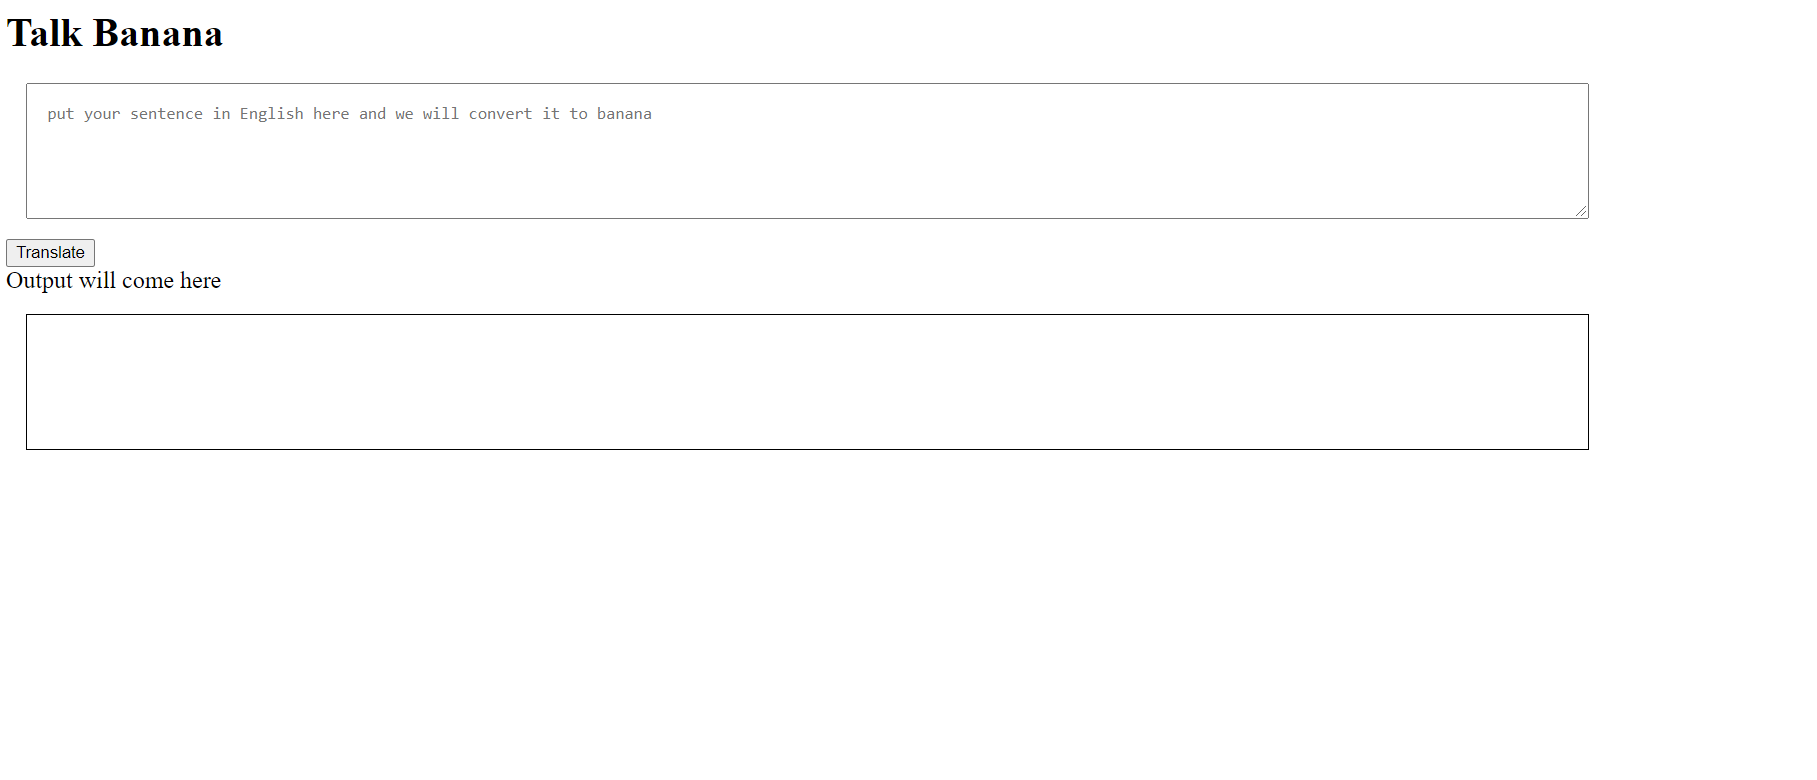 Talk Banana
put your sentence in English here and we will convert it to banana
Translate
Output will come here